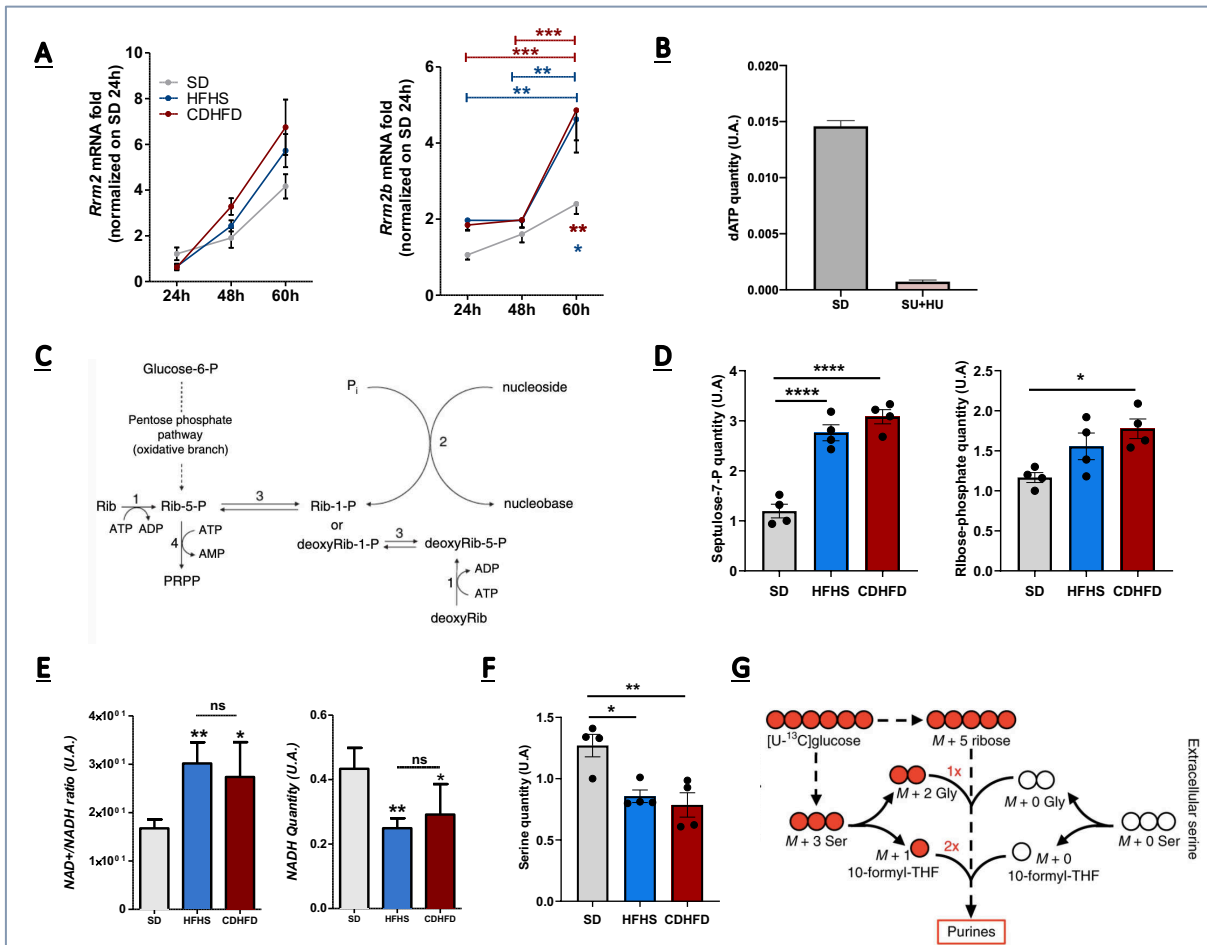 A
10
8
6
4
2
0
Rrm2 mRNA fold
(normalized on SD 24h)
SD
HFHS
CDHFD
24h 48h 60h
6
4
2
0
Rrm2b mRNA fold
(normalized on SD 24h)
***
***
**
**
**
*
24h 48h 60h
B
0.020
0.015
0.010
0.005
0.000
dATP quantity (U.A.)
SD SU+HU
C
Glucose-6-P
Pentose phosphate
pathway
(oxidative branch)
Pi
nucleoside
2
nucleobase
Rib 1 Rib-5-P 3 Rib-1-P
ATP ADP
or
deoxyRib-1-P 3 deoxyRib-5-P
4 ATP
AMP
PRPP
ADP
1
ATP
deoxyRib
D
4
3
2
1
0
Septulose-7-P quantity (U.A)
****
****
SD HFHS CDHFD
2.0
1.5
1.0
0.5
0.0
RIbose-phosphate quantity (U.A)
*
SD HFHS CDHFD
E
4×10⁰¹
3×10⁰¹
2×10⁰¹
1×10⁰¹
0
NAD+/NADH ratio (U.A.)
ns
** *
SD HFHS CDHFD
0.6
0.4
0.2
0.0
NADH Quantity (U.A.)
ns
** *
SD HFHS CDHFD
F
1.5
1.0
0.5
0.0
Serine quantity (U.A)
**
*
SD HFHS CDHFD
G
[U-¹³C]glucose
M + 5 ribose
M + 2 Gly
1x
M + 0 Gly
M + 3 Ser
M + 0 Ser
M + 1
10-formyl-THF
2x
M + 0
10-formyl-THF
Extracellular serine
Purines